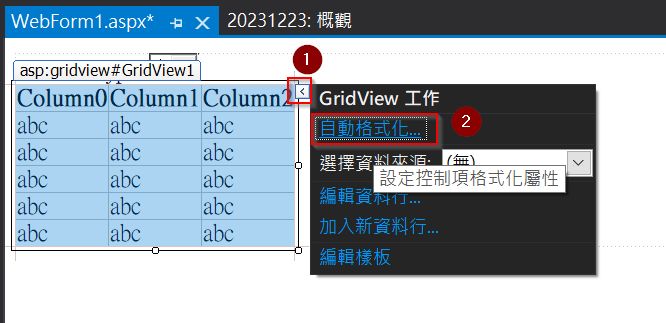 WebForm1.aspx*
20231223: 概觀
asp:gridview#GridView1
1
Column0 Column1 Column2
abc abc abc
abc abc abc
abc abc abc
abc abc abc
abc abc abc
GridView 工作
自動格式化...
2
選擇資料來源: (無)
設定控制項格式化屬性
編輯資料行...
加入新資料行...
編輯樣板